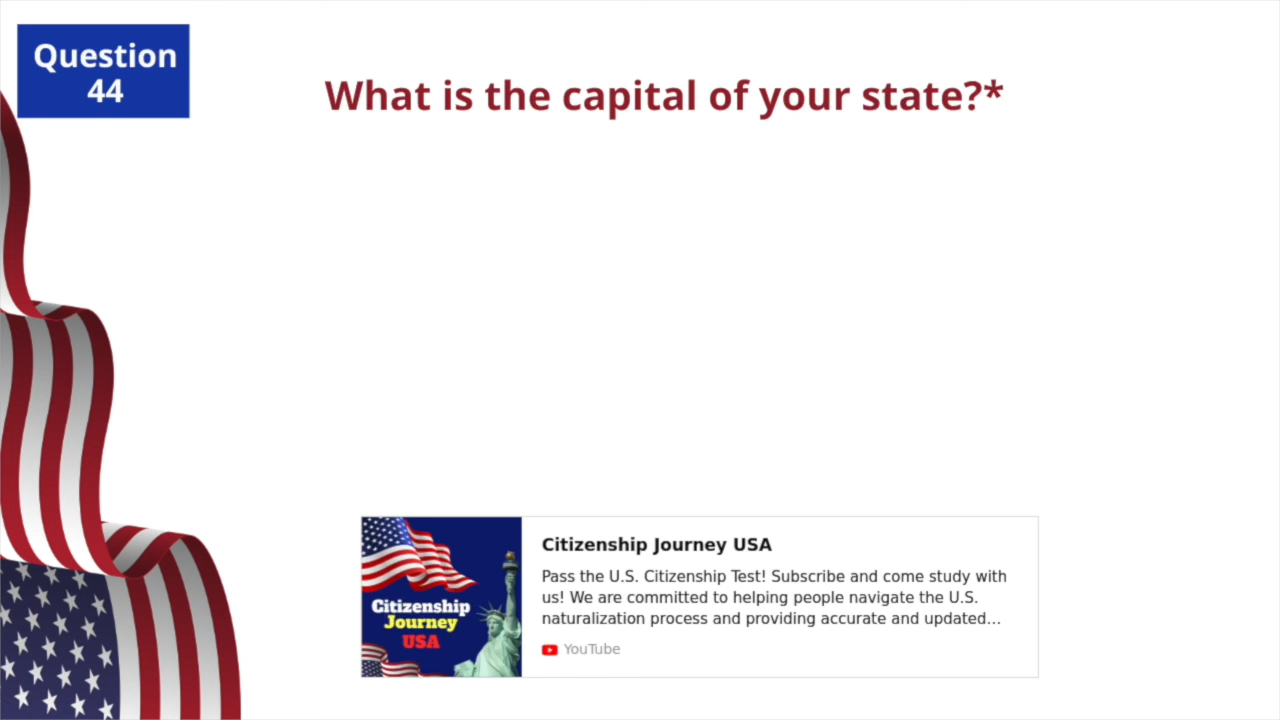 Question
44
What is the capital of your state?*
Citizenship Journey USA
Pass the U.S. Citizenship Test! Subscribe and come study with
us! We are committed to helping people navigate the U.S.
naturalization process and providing accurate and updated...
YouTube
Citizenship
Journey
USA